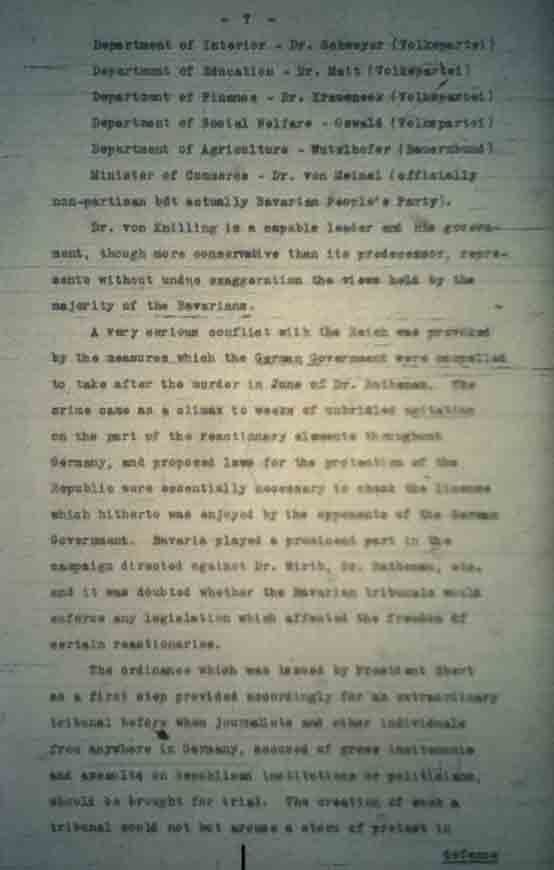 - 7 -
Department of Interior - Dr. Schweyer (Volkspartei)
Department of Education - Dr. Matt (Volkspartei)
Department of Finance - Dr. Krausneck (Volkspartei)
Department of Social Welfare - Oswald (Volkspartei)
Department of Agriculture - Wutzlhofer (Bauernbund)
Minister of Commerce - Dr. von Meinel (officially
non-partisan but actually Bavarian People's Party).
Dr. von Knilling is a capable leader and his govern-
ment, though more conservative than its predecessor, repre-
sents without undue exaggeration the views held by the
majority of the Bavarians.
A very serious conflict with the Reich was provoked
by the measures which the German Government were compelled
to take after the murder in June of Dr. Rathenau. The
crime came as a climax to weeks of unbridled agitation
on the part of the reactionary elements throughout
Germany, and proposed laws for the protection of the
Republic were essentially necessary to check the license
which hitherto was enjoyed by the opponents of the German
Government. Bavaria played a prominent part in the
campaign directed against Dr. Wirth, Dr. Rathenau, etc.
and it was doubted whether the Bavarian tribunals would
enforce any legislation which affected the freedom of
certain reactionaries.
The ordinance which was issued by President Ebert
as a first step provided accordingly for an extraordinary
tribunal before whom journalists and other individuals
from anywhere in Germany, accused of gross incitements
and assaults on Republican institutions or politicians,
should be brought for trial. The creation of such a
tribunal could not but arouse a storm of protest in
defense